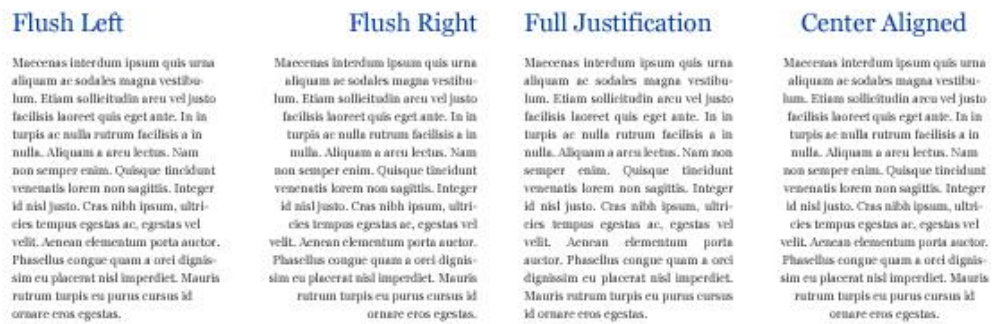 Flush Left
Maecenas interdum ipsum quis urna
aliquam ac sodales magna vestibu-
lum. Etiam sollicitudin arcu vel justo
facilisis laoreet quis eget ante. In in
turpis ac nulla rutrum facilisis a in
nulla. Aliquam a arcu lectus. Nam
non semper enim. Quisque tincidunt
venenatis lorem non sagittis. Integer
id nisl justo. Cras nibh ipsum, ultri-
cies tempus egestas ac, egestas vel
velit. Aenean elementum porta auctor.
Phasellus congue quam a orci dignis-
sim eu placerat nisl imperdiet. Mauris
rutrum turpis eu purus cursus id
ornare eros egestas.
Flush Right
Maecenas interdum ipsum quis urna
aliquam ac sodales magna vestibu-
lum. Etiam sollicitudin arcu vel justo
facilisis laoreet quis eget ante. In in
turpis ac nulla rutrum facilisis a in
nulla. Aliquam a arcu lectus. Nam
non semper enim. Quisque tincidunt
venenatis lorem non sagittis. Integer
id nisl justo. Cras nibh ipsum, ultri-
cies tempus egestas ac, egestas vel
velit. Aenean elementum porta auctor.
Phasellus congue quam a orci dignis-
sim eu placerat nisl imperdiet. Mauris
rutrum turpis eu purus cursus id
ornare eros egestas.
Full Justification
Maecenas interdum ipsum quis urna
aliquam ac sodales magna vestibu-
lum. Etiam sollicitudin arcu vel justo
facilisis laoreet quis eget ante. In in
turpis ac nulla rutrum facilisis a in
nulla. Aliquam a arcu lectus. Nam non
semper enim. Quisque tincidunt
venenatis lorem non sagittis. Integer
id nisl justo. Cras nibh ipsum, ultri-
cies tempus egestas ac, egestas vel
velit. Aenean elementum porta
auctor. Phasellus congue quam a orci
dignissim eu placerat nisl imperdiet.
Mauris rutrum turpis eu purus cursus
id ornare eros egestas.
Center Aligned
Maecenas interdum ipsum quis urna
aliquam ac sodales magna vestibu-
lum. Etiam sollicitudin arcu vel justo
facilisis laoreet quis eget ante. In in
turpis ac nulla rutrum facilisis a in
nulla. Aliquam a arcu lectus. Nam
non semper enim. Quisque tincidunt
venenatis lorem non sagittis. Integer
id nisl justo. Cras nibh ipsum, ultri-
cies tempus egestas ac, egestas vel
velit. Aenean elementum porta auctor.
Phasellus congue quam a orci dignis-
sim eu placerat nisl imperdiet. Mauris
rutrum turpis eu purus cursus id
ornare eros egestas.